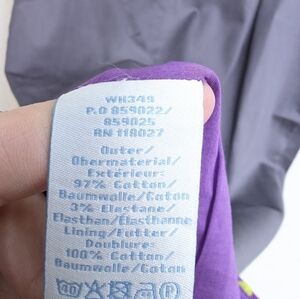 WH349
P.O 859022/
859025
RN 118027
Outer/
Obermaterial/
Extérieur:
97% Cotton/
Baumwolle/Coton
3% Elastane/
Elasthan/Élasthanne
Lining/Futter/
Doublure:
100% Cotton/
Baumwolle/Coton